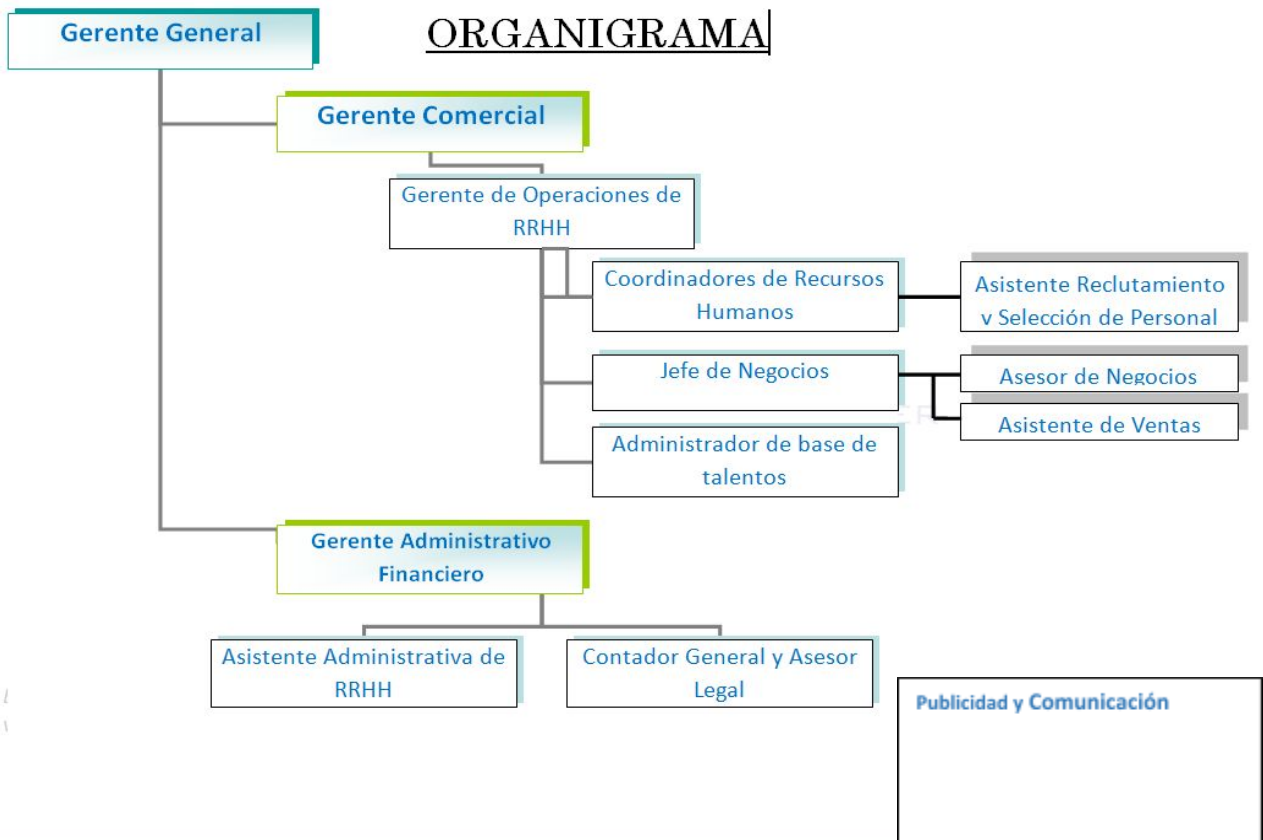 Gerente General
ORGANIGRAMA
Gerente Comercial
Gerente de Operaciones de
RRHH
Coordinadores de Recursos
Humanos
Asistente Reclutamiento
y Selección de Personal
Jefe de Negocios
Asesor de Negocios
Asistente de Ventas
Administrador de base de
talentos
Gerente Administrativo
Financiero
Asistente Administrativa de
RRHH
Contador General y Asesor
Legal
Publicidad y Comunicación